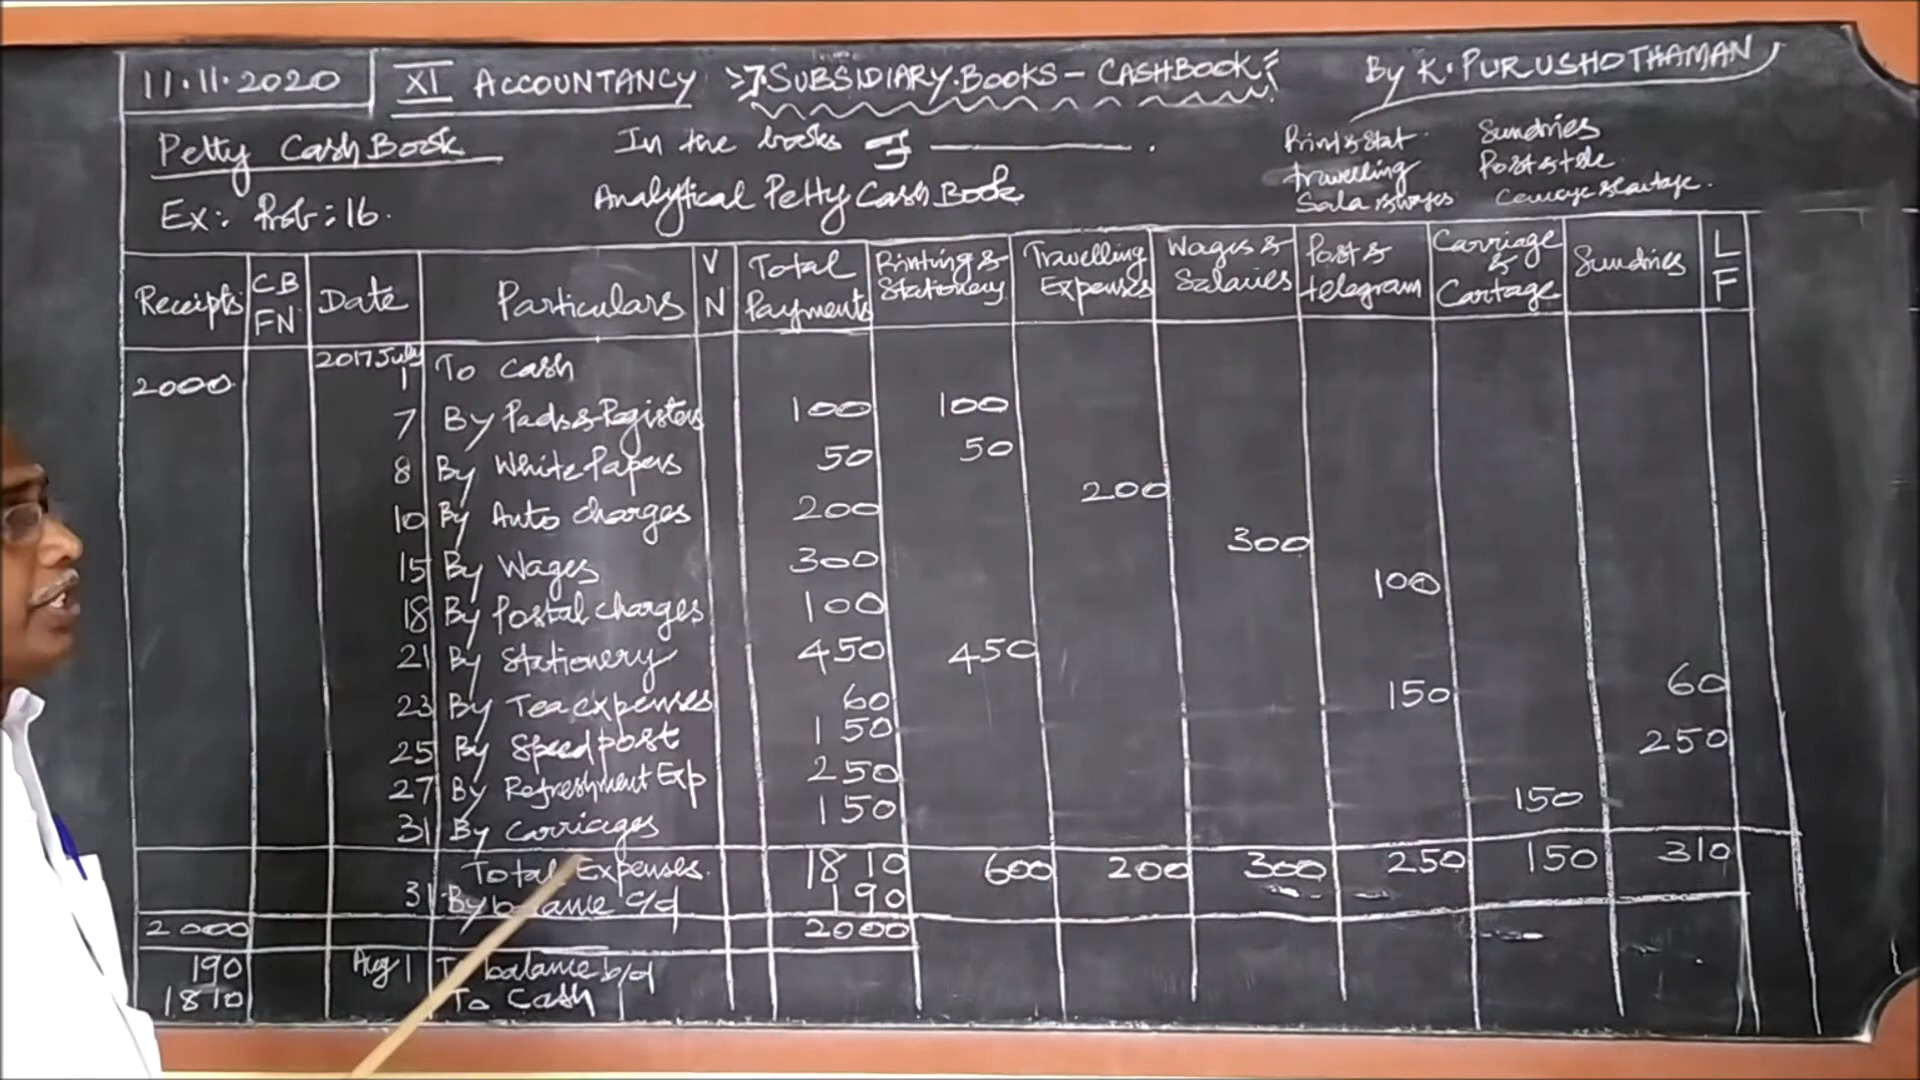 11.11.2020 XI ACCOUNTANCY 7. SUBSIDIARY BOOKS - CASHBOOK By K. PURUSHOTHAMAN
Petty Cash Book In the books of
Ex: Prob: 16. Analytical Petty Cash Book
Print & Stat Sundries
Travelling Post & tele
Sala & wages Carriage & Cartage.
Receipts CB FN Date Particulars V N Total Payments Printing & Stationery Travelling Expenses Wages & Salaries Post & telegram Carriage & Cartage Sundries L F
2000 2017 July 1 To Cash
7 By Pads & Registers 100 100
8 By White Papers 50 50
10 By Auto charges 200 200
15 By Wages 300 300
18 By Postal charges 100 100
21 By Stationery 450 450
23 By Tea expenses 60 60
25 By Speed post 150 150
27 By Refreshment Exp 250 250
31 By Carriages 150 150
Total Expenses. 1810 600 200 300 250 150 310
31 By balance c/d 190
2000 2000
190 Aug 1 To balance b/d
1810 To Cash